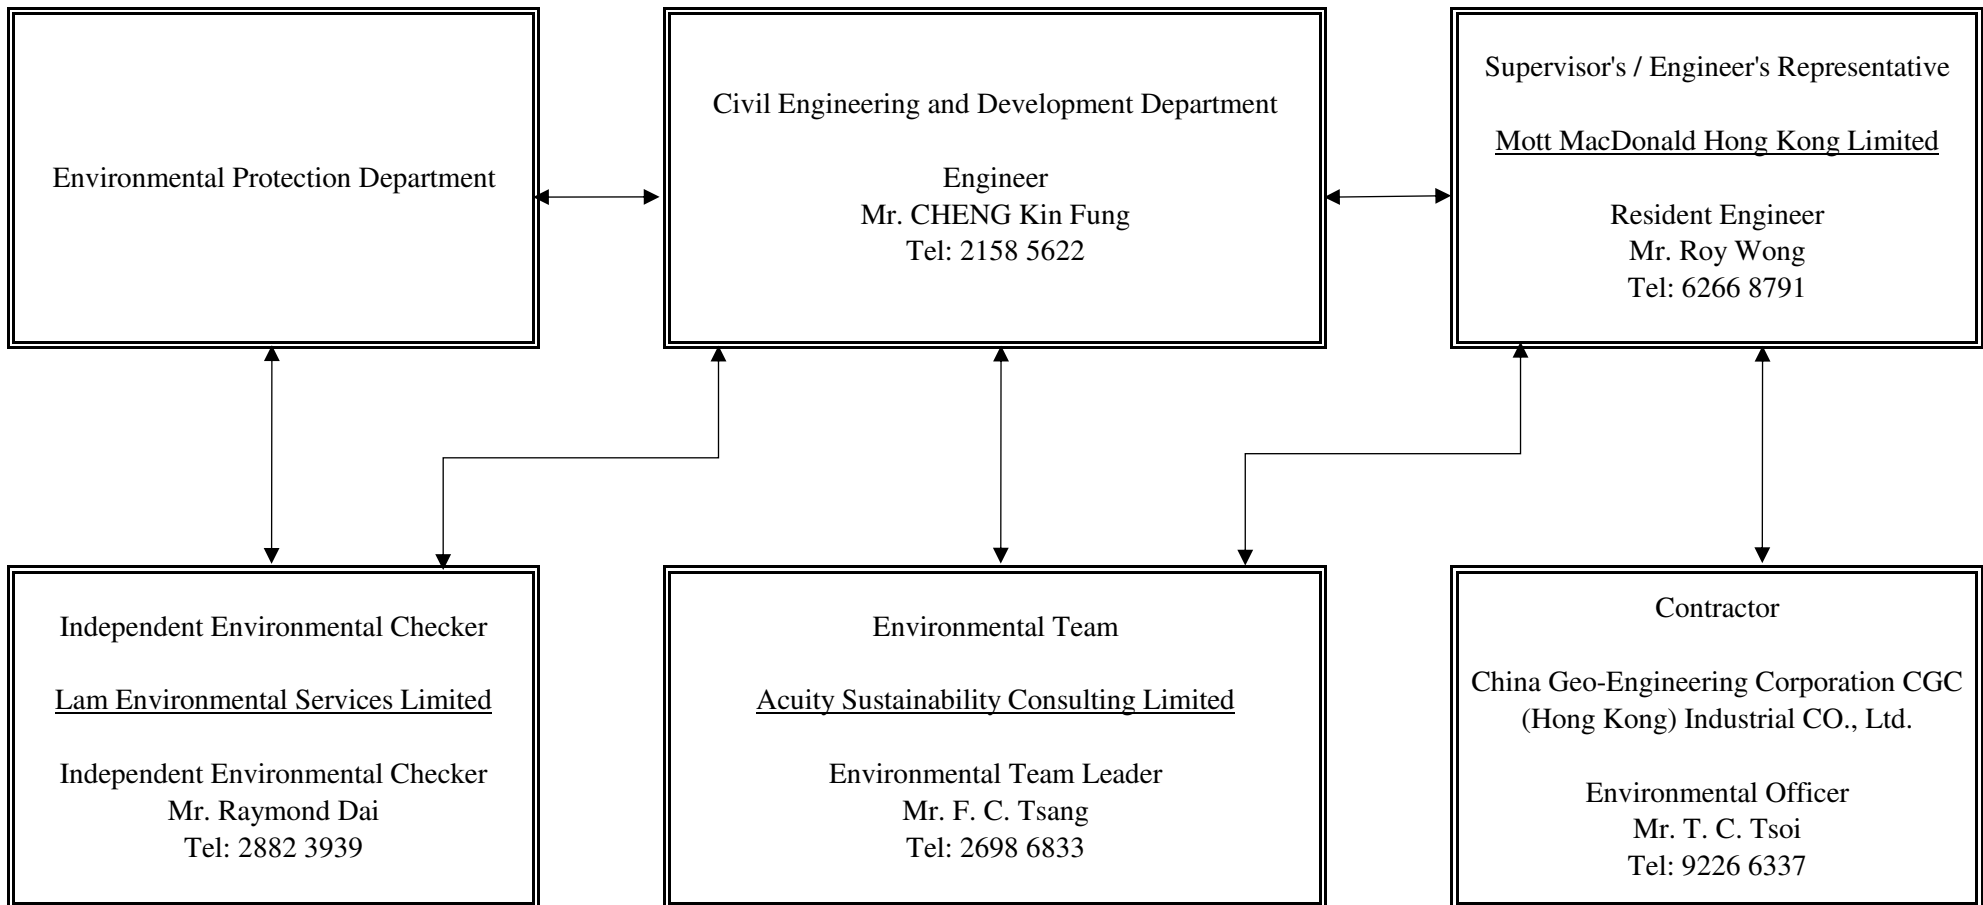 Environmental Protection Department
Civil Engineering and Development Department
Engineer
Mr. CHENG Kin Fung
Tel: 2158 5622
Supervisor's / Engineer's Representative
Mott MacDonald Hong Kong Limited
Resident Engineer
Mr. Roy Wong
Tel: 6266 8791
Independent Environmental Checker
Lam Environmental Services Limited
Independent Environmental Checker
Mr. Raymond Dai
Tel: 2882 3939
Environmental Team
Acuity Sustainability Consulting Limited
Environmental Team Leader
Mr. F. C. Tsang
Tel: 2698 6833
Contractor
China Geo-Engineering Corporation CGC
(Hong Kong) Industrial CO., Ltd.
Environmental Officer
Mr. T. C. Tsoi
Tel: 9226 6337